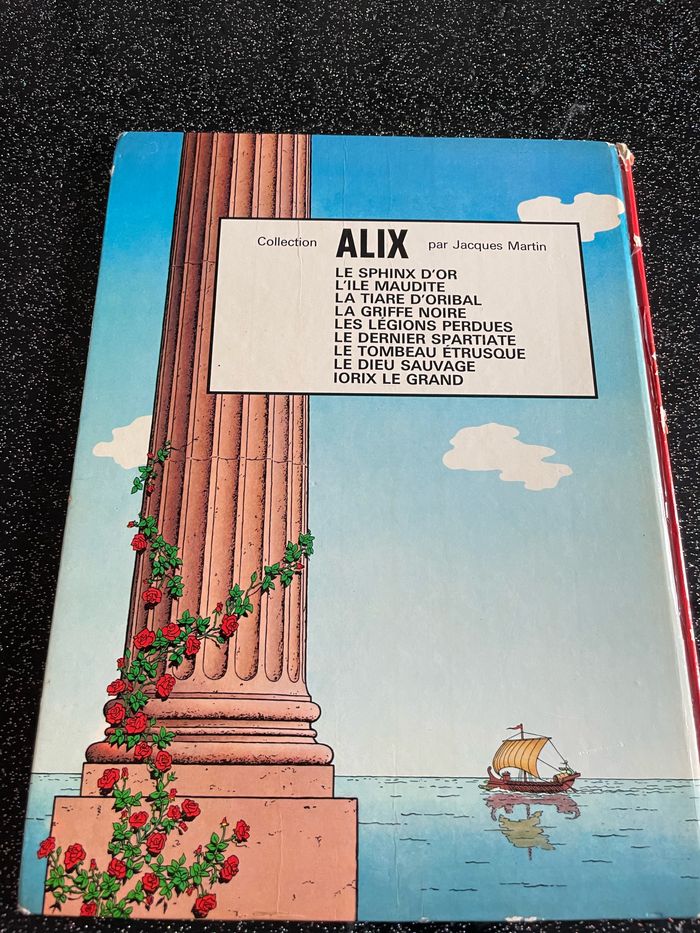 Collection ALIX par Jacques Martin
LE SPHINX D'OR
L'ILE MAUDITE
LA TIARE D'ORIBAL
LA GRIFFE NOIRE
LES LÉGIONS PERDUES
LE DERNIER SPARTIATE
LE TOMBEAU ÉTRUSQUE
LE DIEU SAUVAGE
IORIX LE GRAND